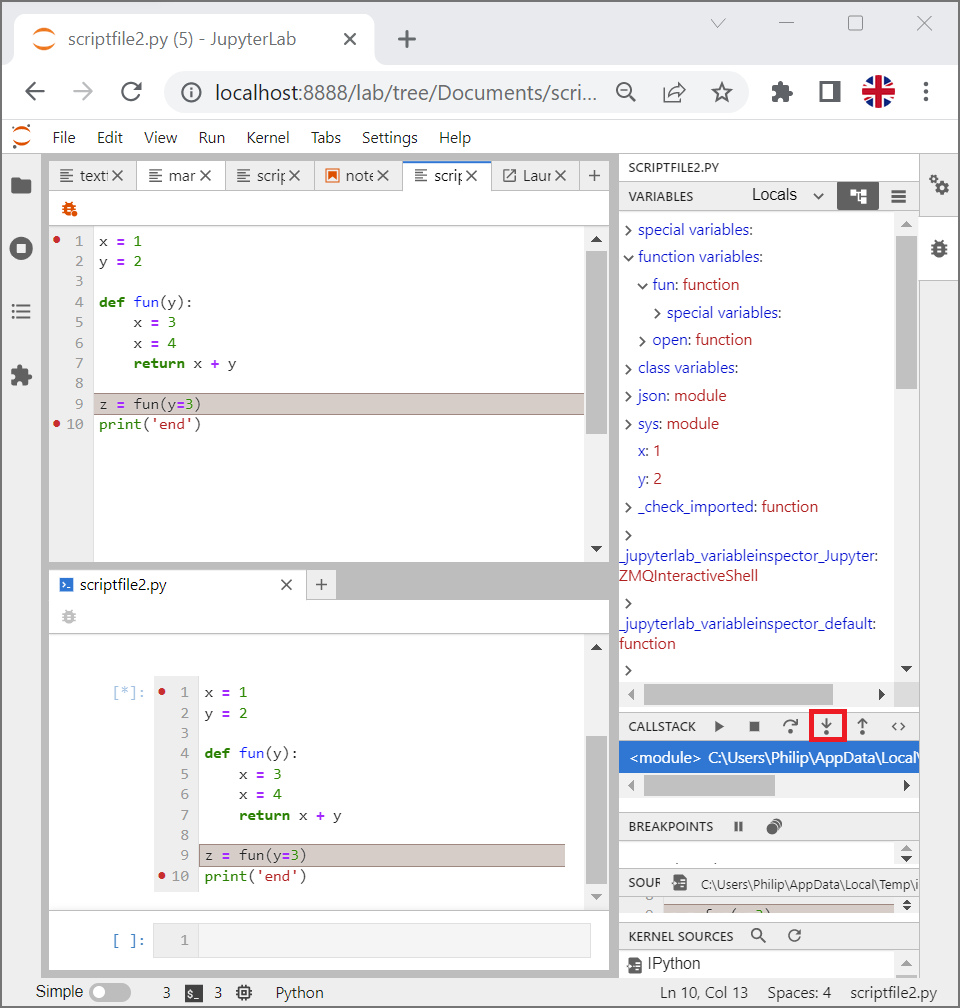 scriptfile2.py (5) - JupyterLab
localhost:8888/lab/tree/Documents/scri...
File Edit View Run Kernel Tabs Settings Help
textf mar scrip note scrip Laun
1 x = 1
2 y = 2
3
4 def fun(y):
5 x = 3
6 x = 4
7 return x + y
8
9 z = fun(y=3)
10 print('end')
scriptfile2.py
[*]:
1 x = 1
2 y = 2
3
4 def fun(y):
5 x = 3
6 x = 4
7 return x + y
8
9 z = fun(y=3)
10 print('end')
[ ]: 1
SCRIPTFILE2.PY
VARIABLES Locals
special variables:
function variables:
fun: function
special variables:
open: function
class variables:
json: module
sys: module
x: 1
y: 2
_check_imported: function
_jupyterlab_variableinspector_Jupyter:
ZMQInteractiveShell
_jupyterlab_variableinspector_default:
function
CALLSTACK
<module> C:\Users\Philip\AppData\Local\
BREAKPOINTS
SOUR C:\Users\Philip\AppData\Local\Temp\i
KERNEL SOURCES
IPython
Simple 3 3 Python Ln 10, Col 13 Spaces: 4 scriptfile2.py